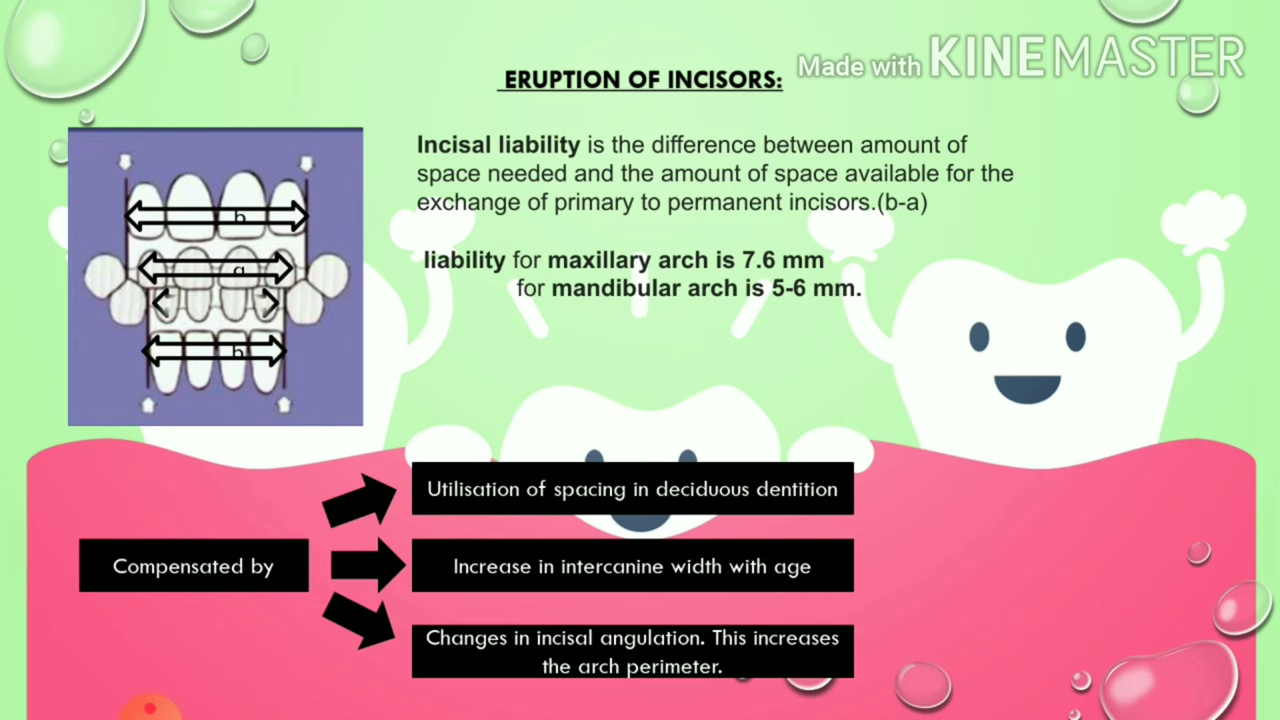 Made with KINEMASTER
ERUPTION OF INCISORS:
Incisal liability is the difference between amount of
space needed and the amount of space available for the
exchange of primary to permanent incisors.(b-a)
liability for maxillary arch is 7.6 mm
for mandibular arch is 5-6 mm.
b
a
b
Utilisation of spacing in deciduous dentition
Compensated by
Increase in intercanine width with age
Changes in incisal angulation. This increases
the arch perimeter.